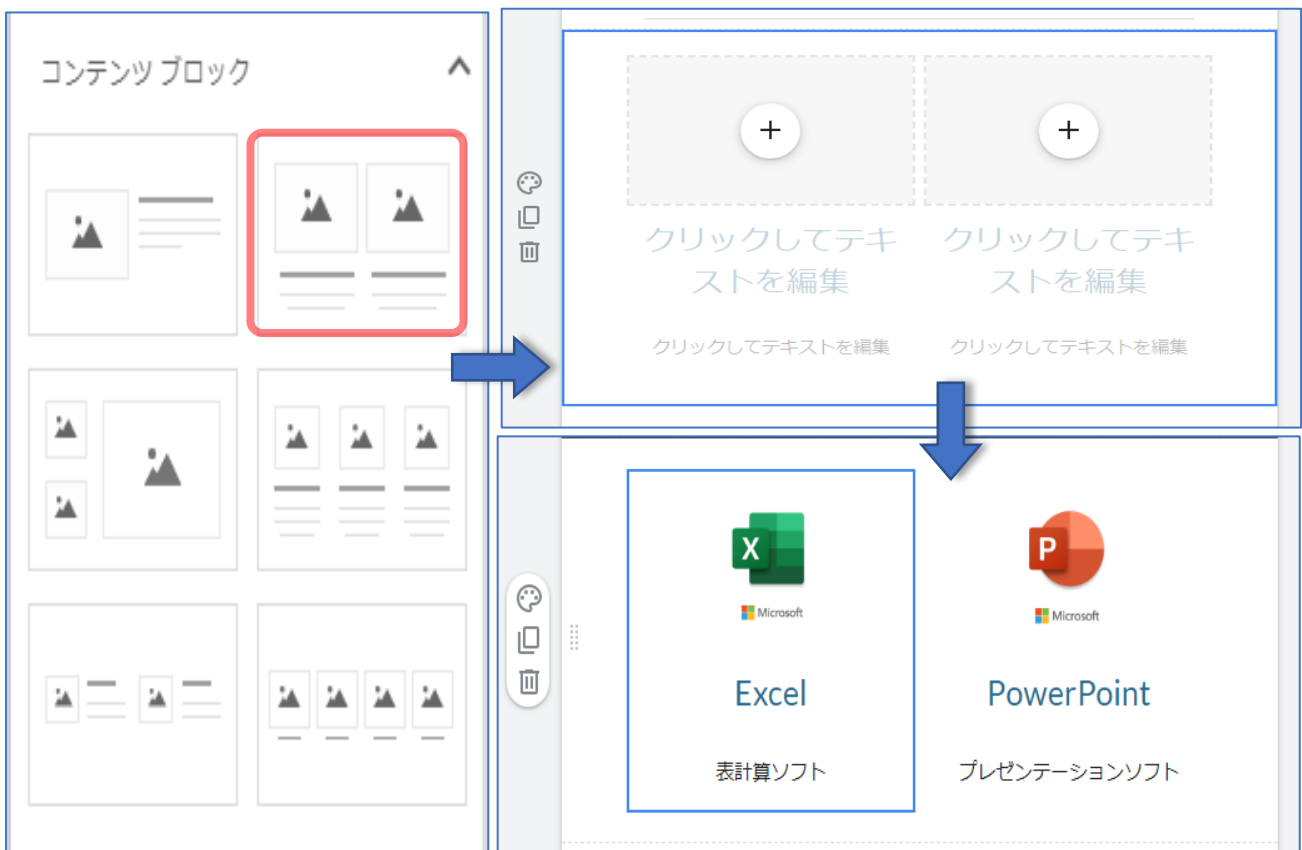 コンテンツ ブロック
クリックしてテキ
ストを編集
クリックしてテキストを編集
クリックしてテキ
ストを編集
クリックしてテキストを編集
X
Microsoft
Excel
表計算ソフト
P
Microsoft
PowerPoint
プレゼンテーションソフト